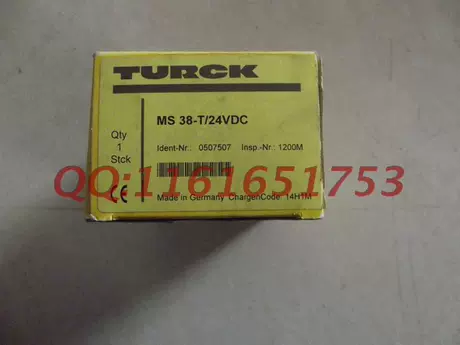 TURCK
MS 38-T/24VDC
Qty
1
Stck
Ident-Nr.: 0507507 Insp.-Nr.: 1200M
QQ:1161651753
CE
Made in Germany ChargenCode: 14H1M